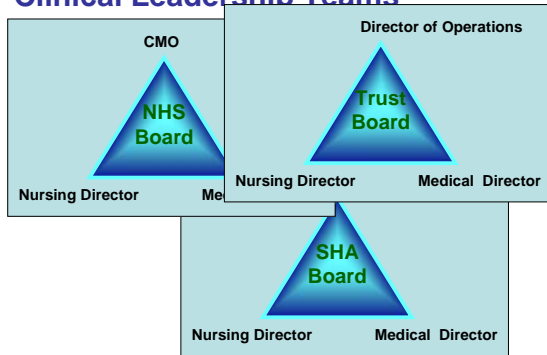 Clinical Leadership Teams
CMO
NHS
Board
Nursing Director
Director of Operations
Trust
Board
Nursing Director
Medical Director
SHA
Board
Nursing Director
Medical Director